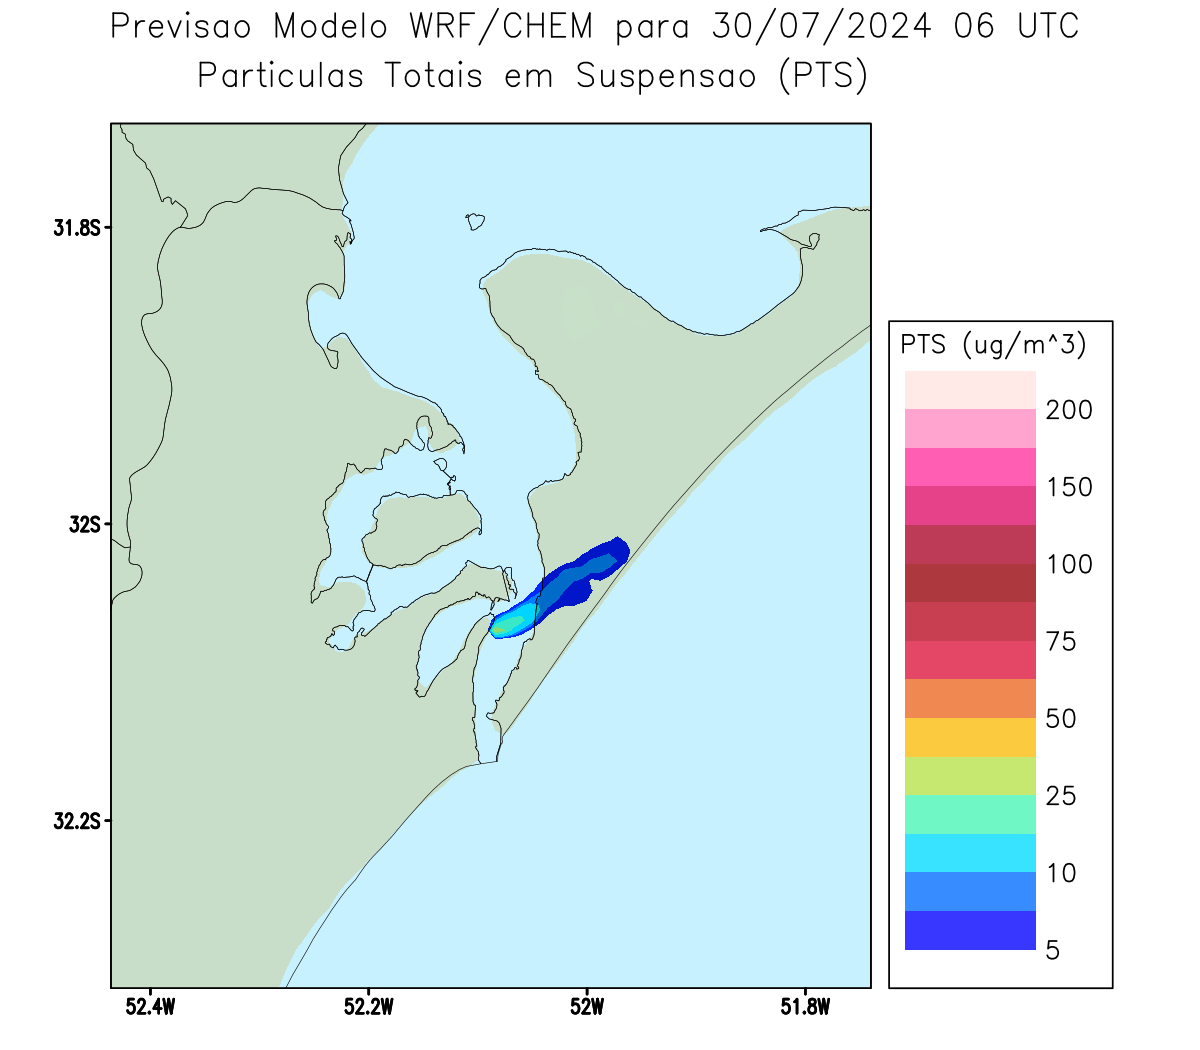 Previsao Modelo WRF/CHEM para 30/07/2024 06 UTC
Particulas Totais em Suspensao (PTS)
31.8S
32S
32.2S
52.4W
52.2W
52W
51.8W
PTS (ug/m^3)
200
150
100
75
50
25
10
5